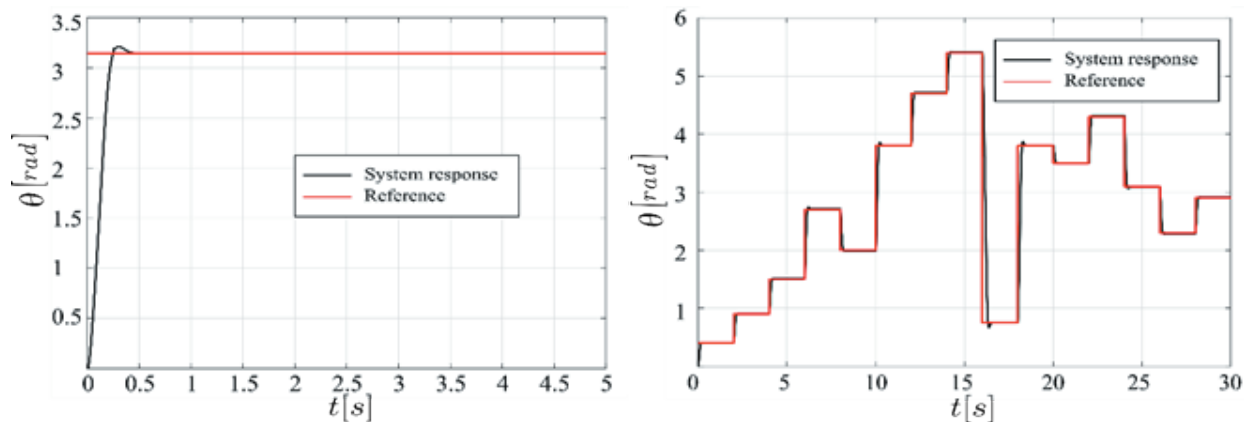 3.5
3
2.5
2
1.5
1
0.5
θ[rad]
System response
Reference
0 0.5 1 1.5 2 2.5 3 3.5 4 4.5 5
t[s]
6
5
4
3
2
1
θ[rad]
System response
Reference
0 5 10 15 20 25 30
t[s]